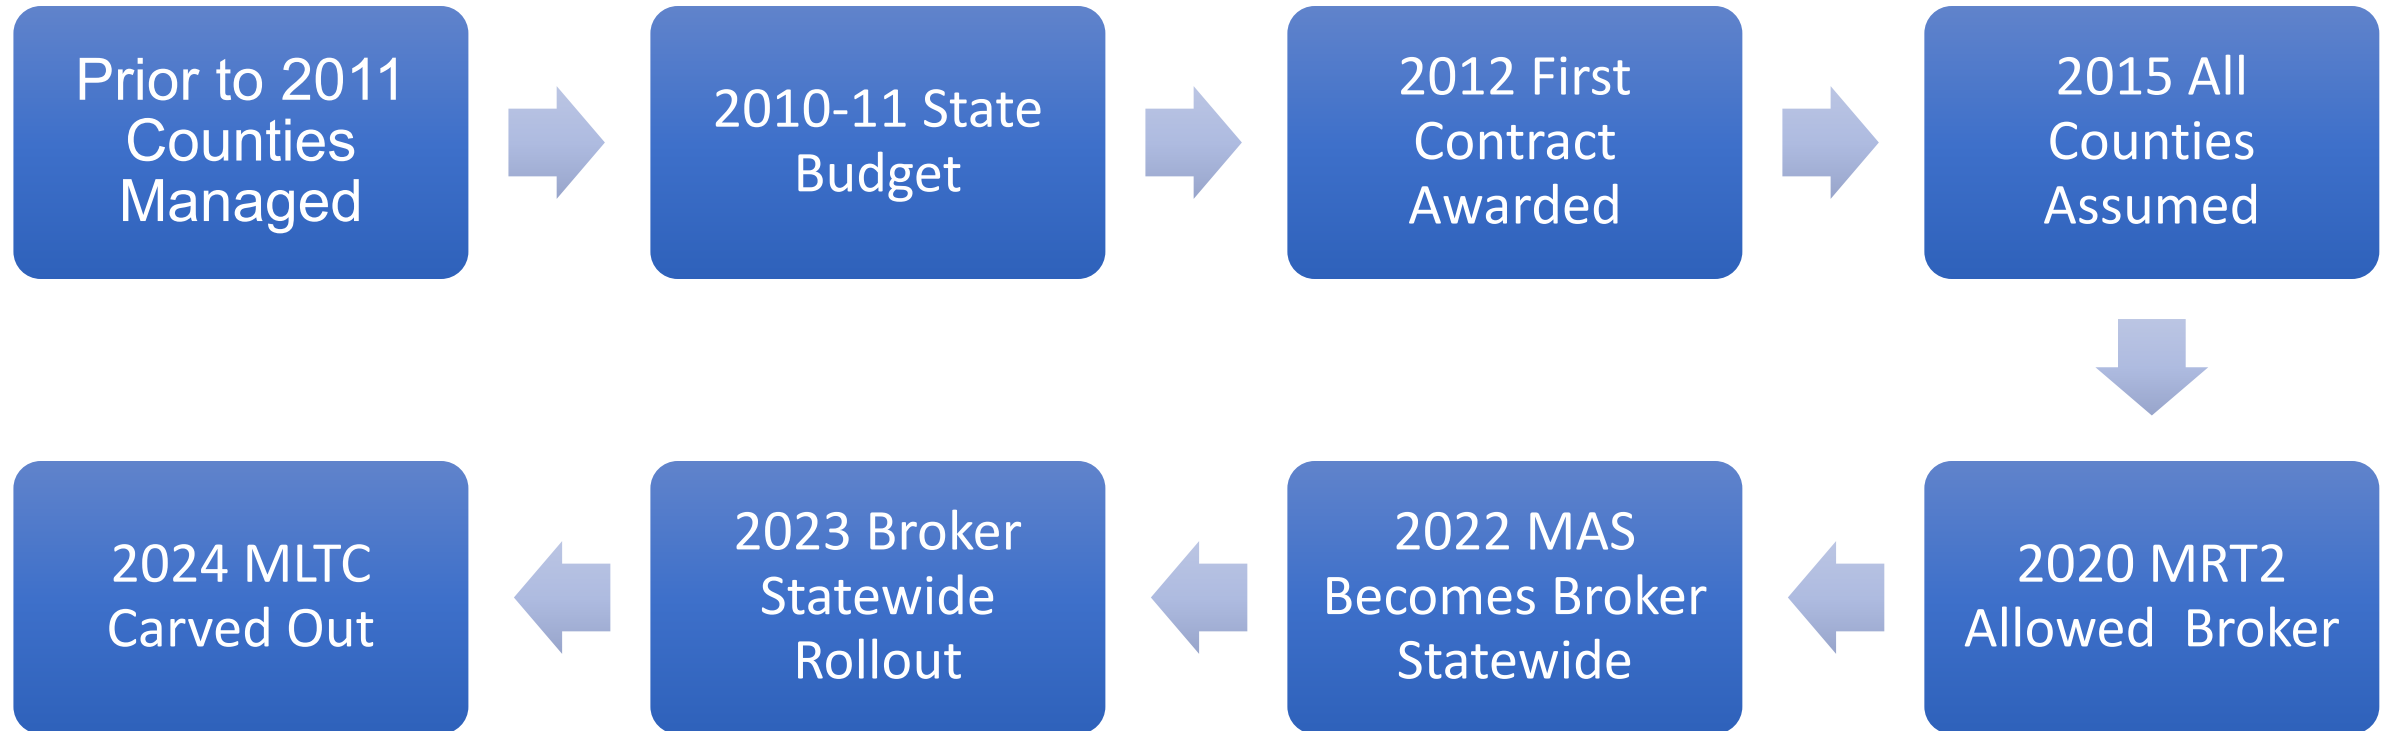 Prior to 2011
Counties
Managed
2010-11 State
Budget
2012 First
Contract
Awarded
2015 All
Counties
Assumed
2020 MRT2
Allowed  Broker
2022 MAS
Becomes Broker
Statewide
2023 Broker
Statewide
Rollout
2024 MLTC
Carved Out